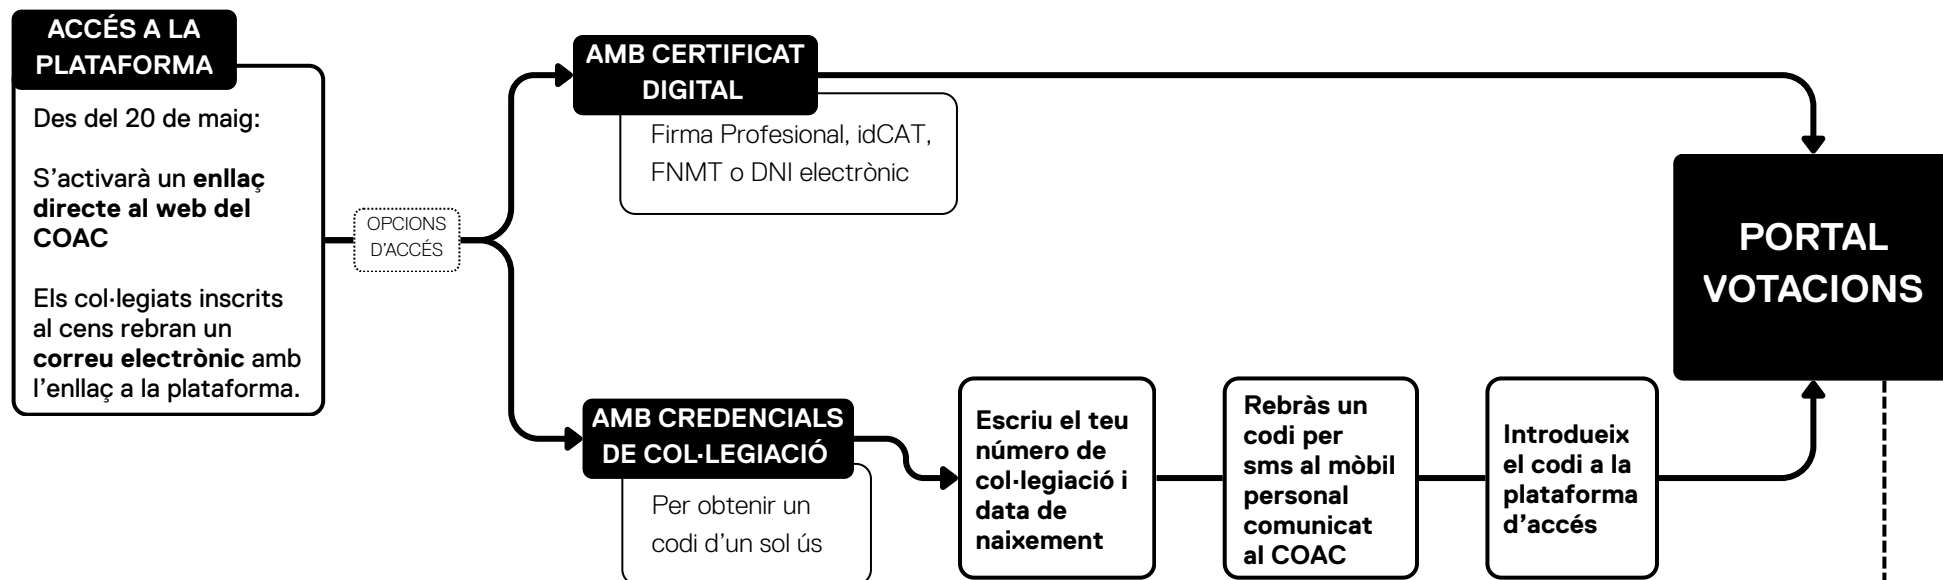 ACCÉS A LA
PLATAFORMA
Des del 20 de maig:
S'activarà un enllaç
directe al web del
COAC
Els col·legiats inscrits
al cens rebran un
correu electrònic amb
l'enllaç a la plataforma.
OPCIONS
D'ACCÉS
AMB CERTIFICAT
DIGITAL
Firma Profesional, idCAT,
FNMT o DNI electrònic
AMB CREDENCIALS
DE COL·LEGIACIÓ
Per obtenir un
codi d'un sol ús
Escriu el teu
número de
col·legiació i
data de
naixement
Rebràs un
codi per
sms al mòbil
personal
comunicat
al COAC
Introdueix
el codi a la
plataforma
d'accés
PORTAL
VOTACIONS